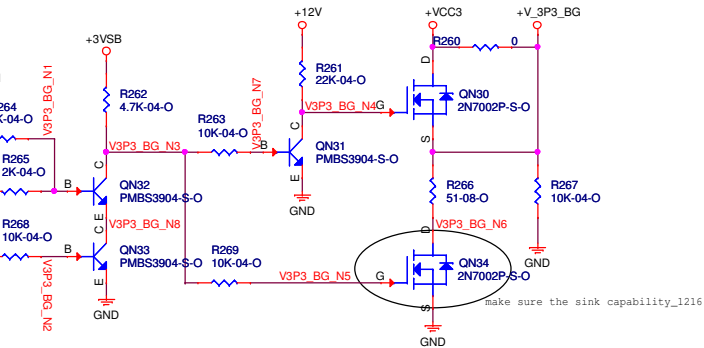 +12V
+VCC3
+V_3P3_BG
+3VSB
R260
0
D
R261
22K-04-O
R262
4.7K-04-O
QN30
2N7002P-S-O
V3P3_BG_N1
V3P3_BG_N7
V3P3_BG_N4
G
R263
10K-04-O
264
K-04-O
C
S
V3P3_BG_N3
B
QN31
PMBS3904-S-O
R265
2K-04-O
C
E
B
QN32
PMBS3904-S-O
R266
51-08-O
R267
10K-04-O
GND
E
R268
10K-04-O
C
V3P3_BG_N8
V3P3_BG_N6
D
B
QN33
PMBS3904-S-O
R269
10K-04-O
GND
QN34
2N7002P-S-O
V3P3_BG_N5
G
E
V3P3_BG_N2
S
make sure the sink capability_1216
GND
GND